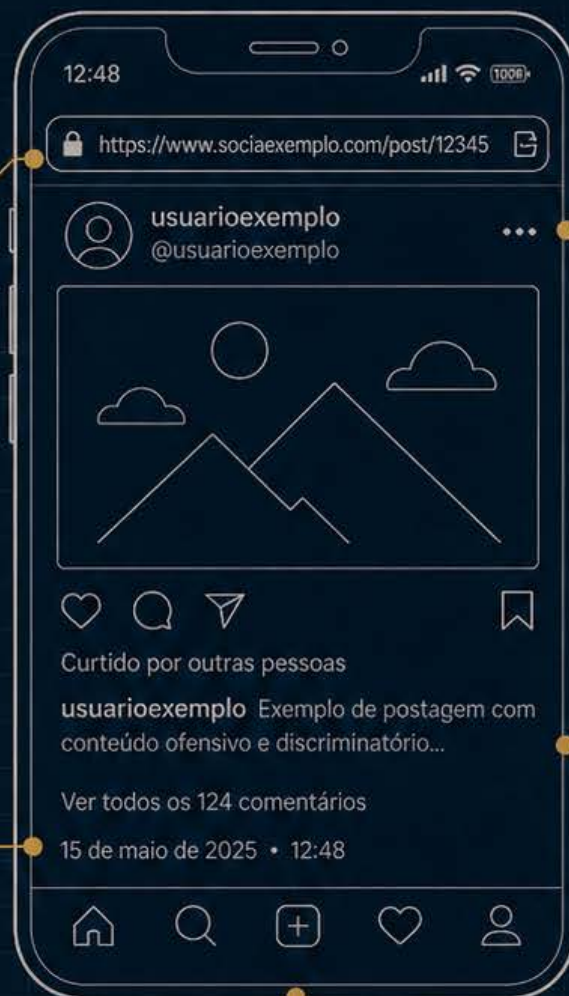 12:48
https://www.sociaexemplo.com/post/12345
usuarioexemplo
@usuarioexemplo
Curtido por outras pessoas
usuarioexemplo Exemplo de postagem com
conteúdo ofensivo e discriminatório...
Ver todos os 124 comentários
15 de maio de 2025 • 12:48